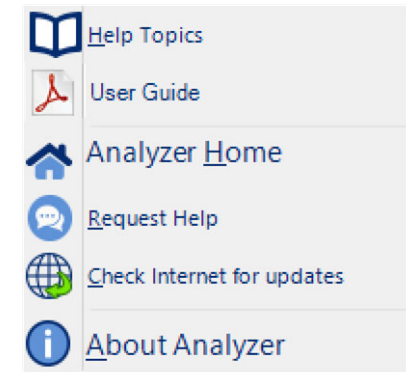 Help Topics
User Guide
Analyzer Home
Request Help
Check Internet for updates
About Analyzer